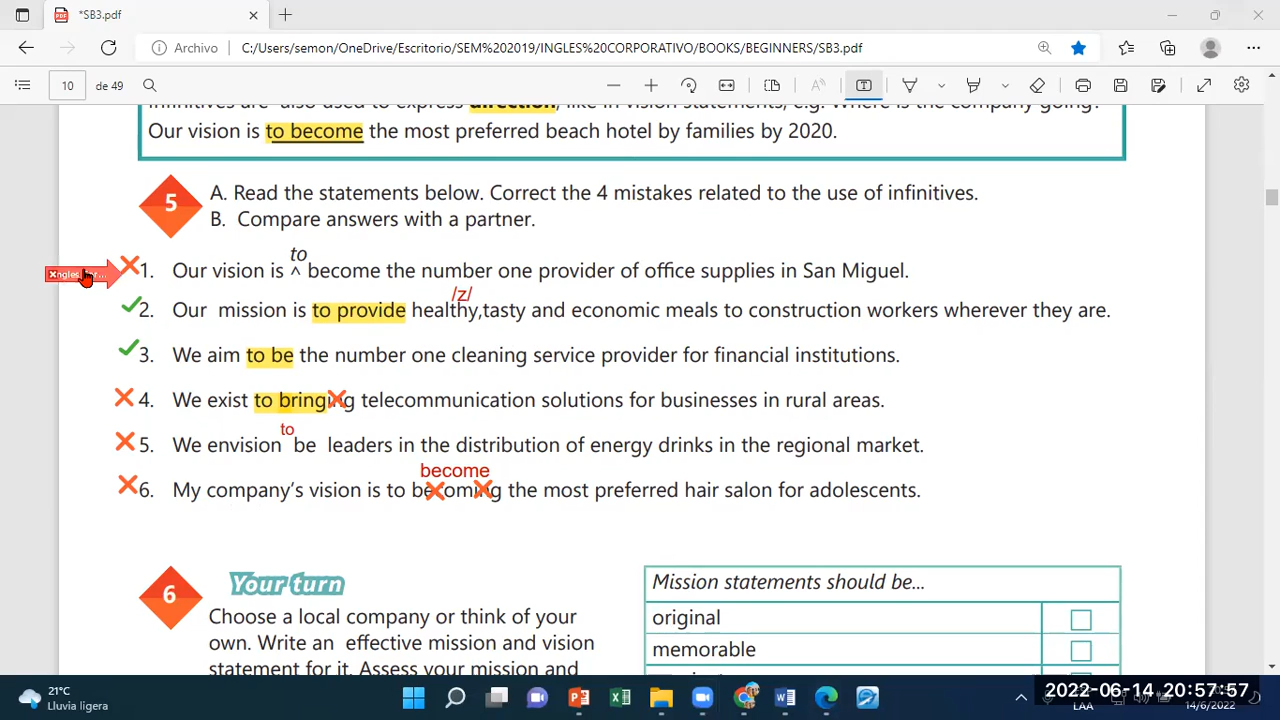 *SB3.pdf
Archivo
C:/Users/semon/OneDrive/Escritorio/SEM%202019/INGLES%20CORPORATIVO/BOOKS/BEGINNERS/SB3.pdf
10 de 49
Infinitives are also used to express direction, like in vision statements, e.g. Where is the company going?
Our vision is to become the most preferred beach hotel by families by 2020.
5
A. Read the statements below. Correct the 4 mistakes related to the use of infinitives.
B. Compare answers with a partner.
to
1. Our vision is ^ become the number one provider of office supplies in San Miguel.
/z/
2. Our mission is to provide healthy,tasty and economic meals to construction workers wherever they are.
3. We aim to be the number one cleaning service provider for financial institutions.
4. We exist to bringing telecommunication solutions for businesses in rural areas.
to
5. We envision be leaders in the distribution of energy drinks in the regional market.
become
6. My company's vision is to becoming the most preferred hair salon for adolescents.
6
Your turn
Choose a local company or think of your
own. Write an effective mission and vision
statement for it. Assess your mission and
Mission statements should be...
original
memorable
21°C
Lluvia ligera
LAA
2022-06-14 20:57:57
14/6/2022